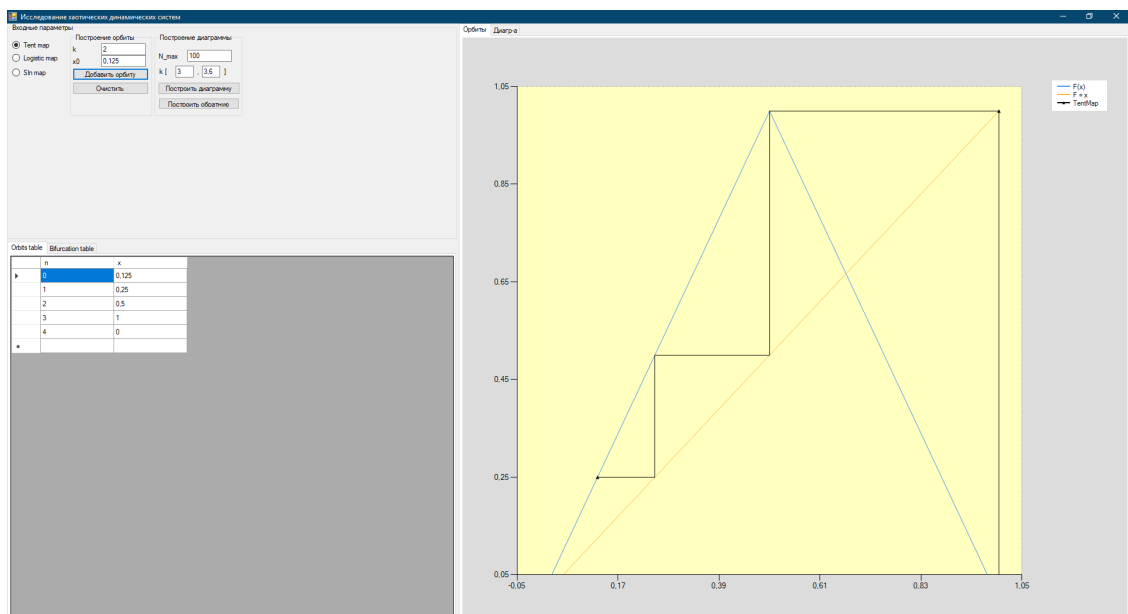 Исследование хаотических динамических систем
Входные параметры
Tent map
Logistic map
SIn map
Построение орбиты
k 2
x0 0,125
Добавить орбиту
Очистить
Построение диаграммы
N_max 100
k [ 3 , 3,6 ]
Построить диаграмму
Построить обоатнию
Orbits table Bifurcation table
n x
0 0,125
1 0,25
2 0,5
3 1
4 0
Орбиты Диагр-а
1,05
0,85
0,65
0,45
0,25
0,05
-0,05 0,17 0,39 0,61 0,83 1,05
F(x)
F = x
TentMap